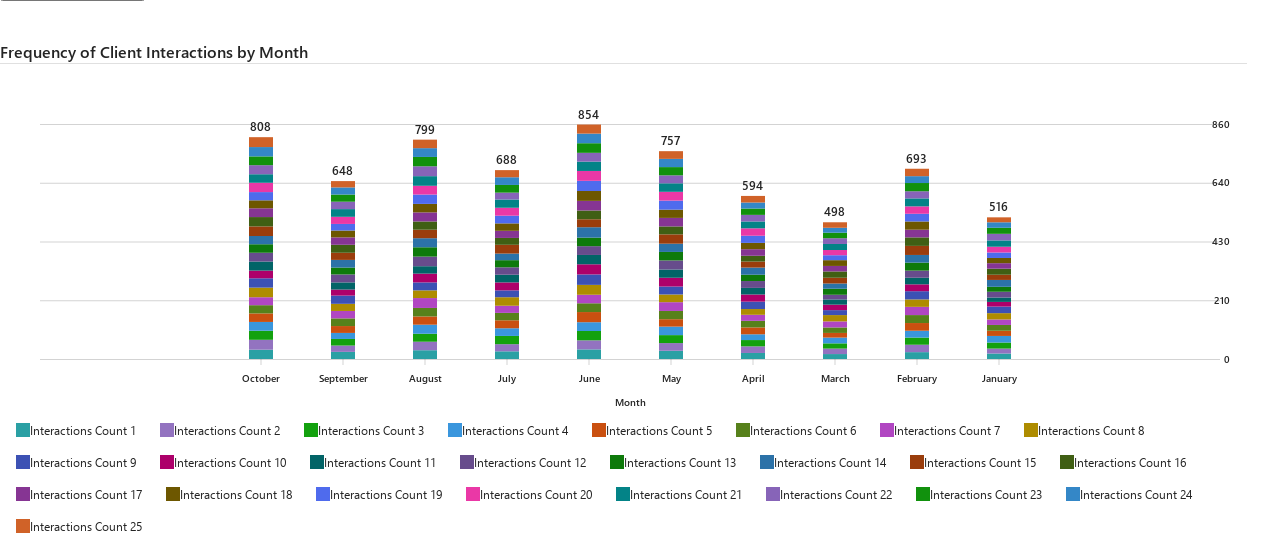 Frequency of Client Interactions by Month
854
860
808
799
757
688
693
648
640
594
516
498
430
210
0
October September August July June May April March February January
Month
Interactions Count 1 Interactions Count 2 Interactions Count 3 Interactions Count 4 Interactions Count 5 Interactions Count 6 Interactions Count 7 Interactions Count 8
Interactions Count 9 Interactions Count 10 Interactions Count 11 Interactions Count 12 Interactions Count 13 Interactions Count 14 Interactions Count 15 Interactions Count 16
Interactions Count 17 Interactions Count 18 Interactions Count 19 Interactions Count 20 Interactions Count 21 Interactions Count 22 Interactions Count 23 Interactions Count 24
Interactions Count 25